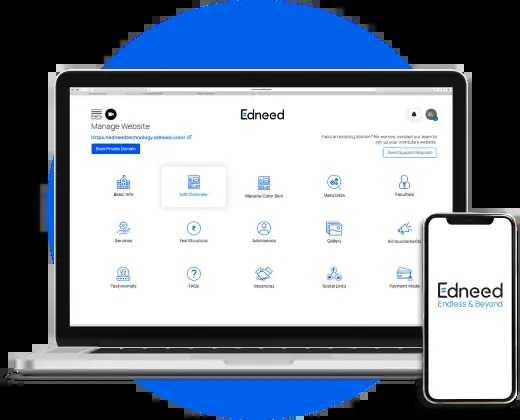 Edneed
Manage Website
https://edneedtechnology.edneed.com/
Book Private Domain
Have an existing domain? No worries, contact our team to
set up your institute's website.
Send Support Request
Basic Info
Edit Overview
Website Color Skin
Meta Data
Faculties
Services
Fee Structure
Admissions
Gallery
Announcements
Testimonials
FAQs
Vacancies
Social Links
Payment Mode
Edneed
Endless & Beyond